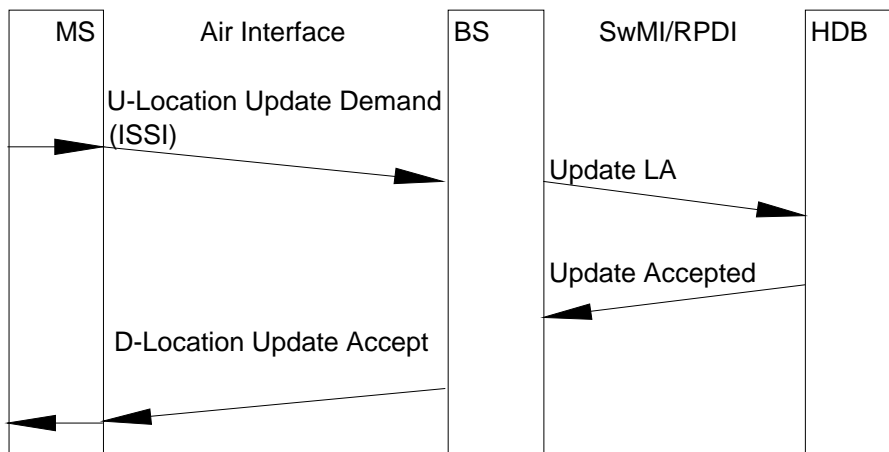 MS
Air Interface
BS
SwMI/RPDI
HDB
U-Location Update Demand
(ISSI)
Update LA
Update Accepted
D-Location Update Accept